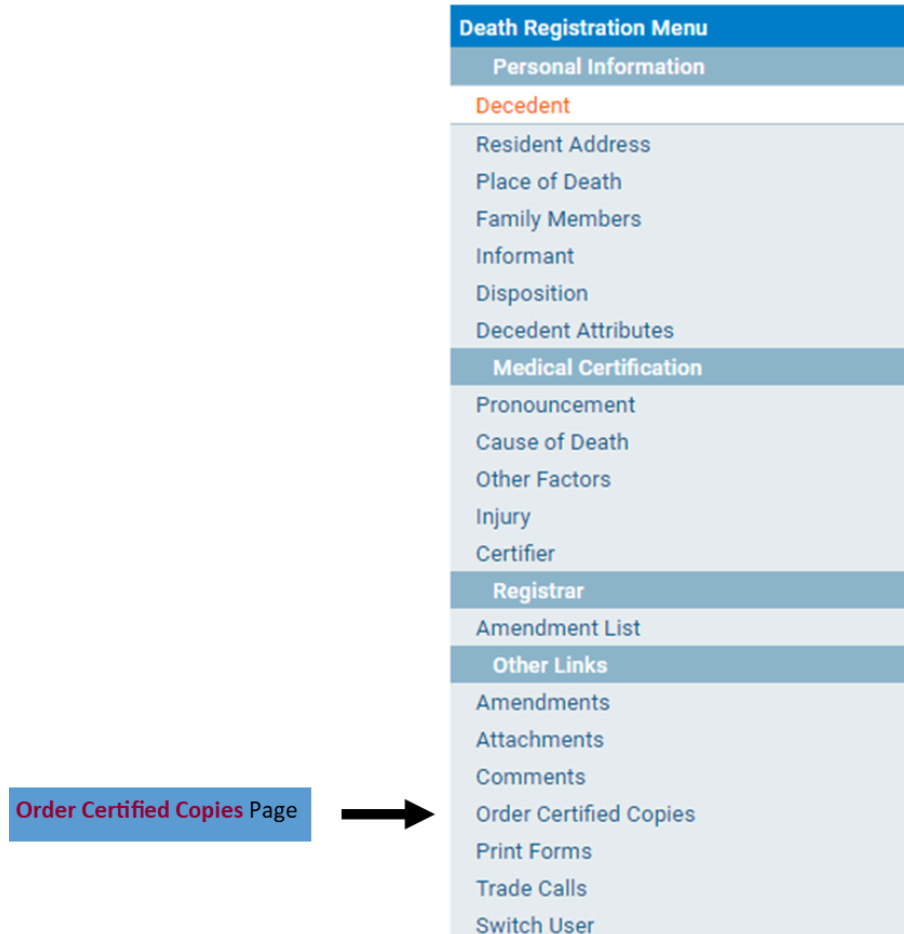 Death Registration Menu
Personal Information
Decedent
Resident Address
Place of Death
Family Members
Informant
Disposition
Decedent Attributes
Medical Certification
Pronouncement
Cause of Death
Other Factors
Injury
Certifier
Registrar
Amendment List
Other Links
Amendments
Attachments
Comments
Order Certified Copies Page
Order Certified Copies
Print Forms
Trade Calls
Switch User